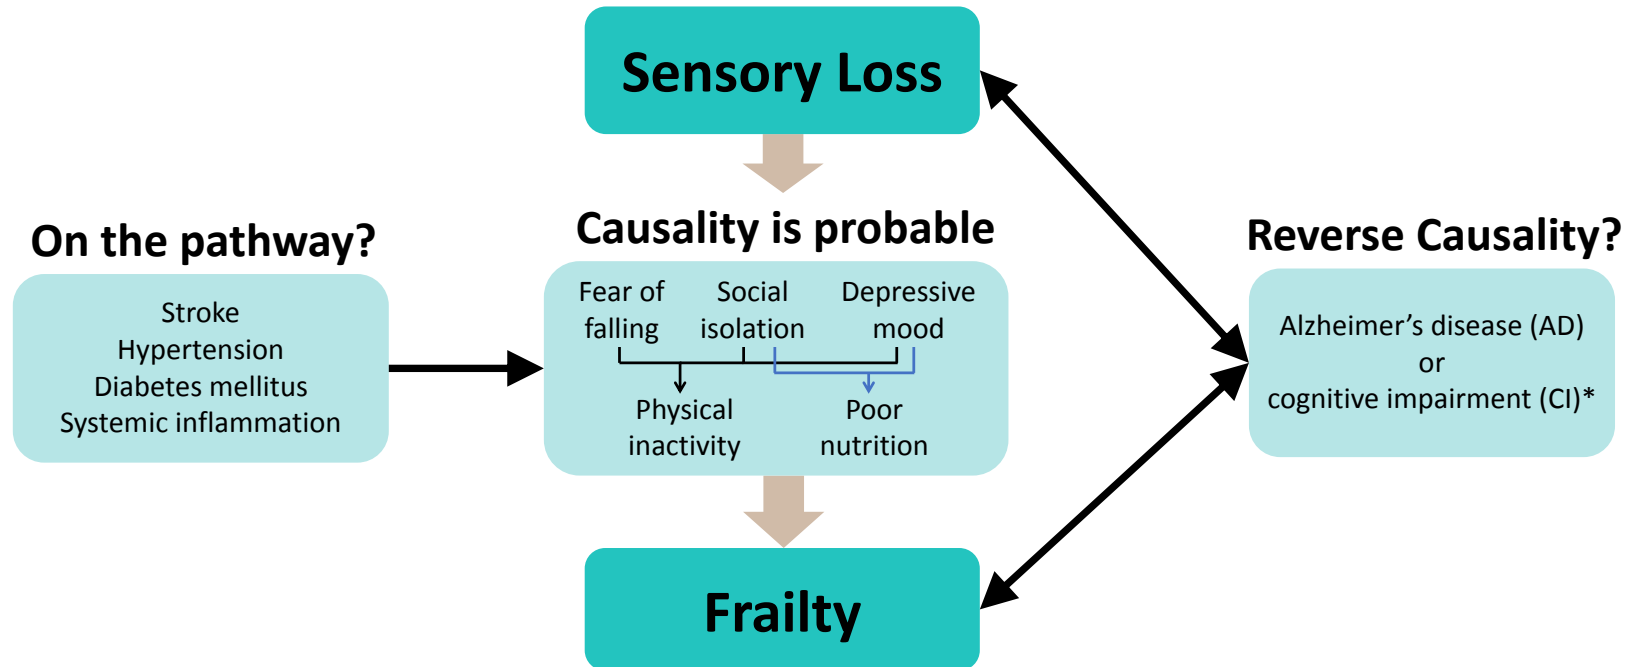 Sensory Loss
On the pathway?
Stroke
Hypertension
Diabetes mellitus
Systemic inflammation
Causality is probable
Fear of
falling
Social
isolation
Depressive
mood
Physical
inactivity
Poor
nutrition
Reverse Causality?
Alzheimer’s disease (AD)
or
cognitive impairment (CI)*
Frailty